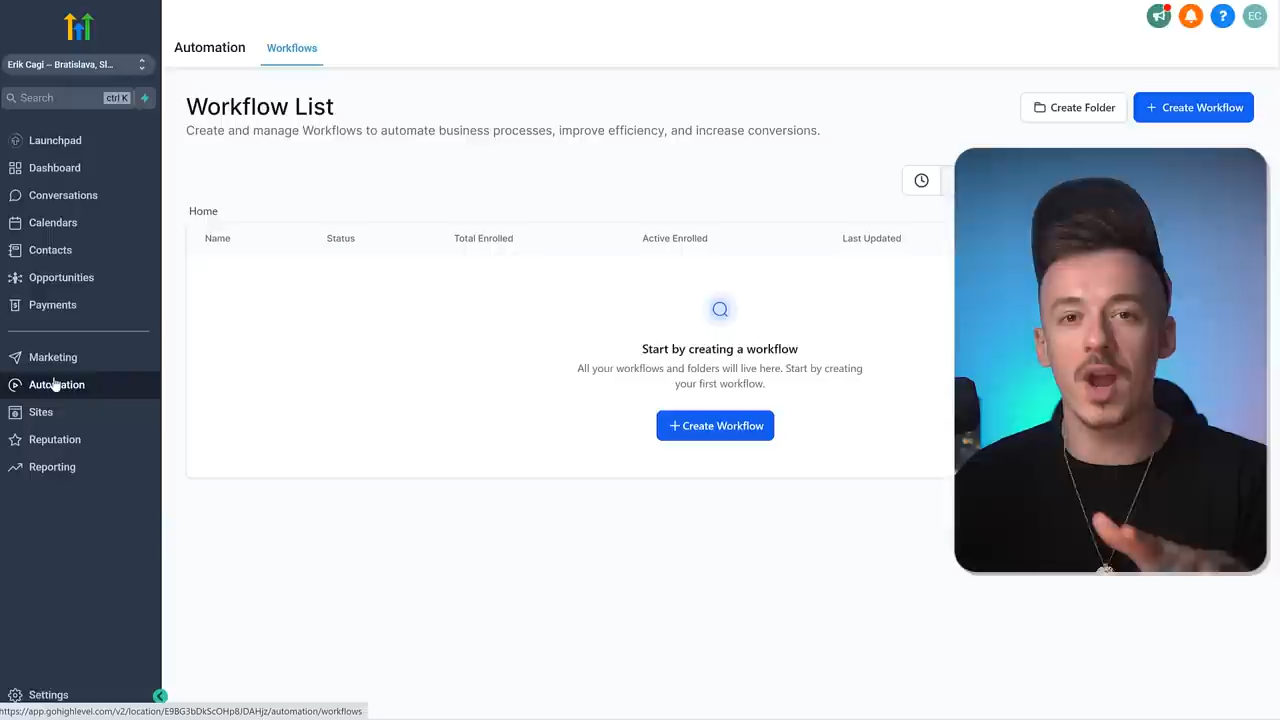 Erik Cagi -- Bratislava, Sl...
Search
ctrl K
Launchpad
Dashboard
Conversations
Calendars
Contacts
Opportunities
Payments
Marketing
Automation
Sites
Reputation
Reporting
Settings
Automation
Workflows
EC
Workflow List
Create and manage Workflows to automate business processes, improve efficiency, and increase conversions.
Create Folder
+ Create Workflow
Home
Name Status Total Enrolled Active Enrolled Last Updated
Start by creating a workflow
All your workflows and folders will live here. Start by creating
your first workflow.
+ Create Workflow
https://app.gohighlevel.com/v2/location/E9BG3bDkScOHp8JDAHjz/automation/workflows